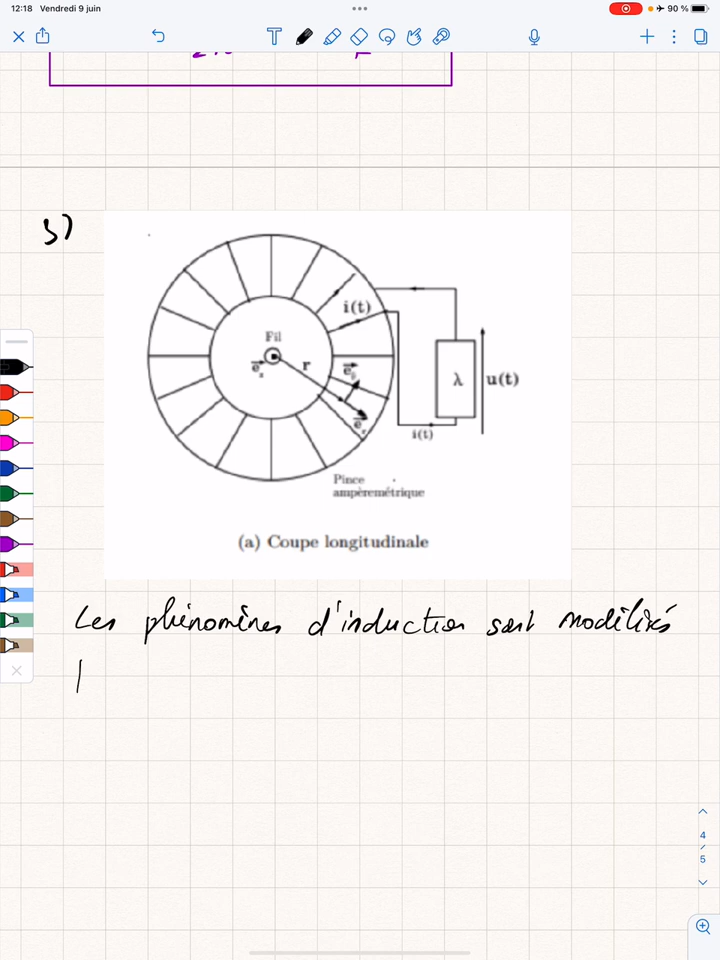 12:18 Vendredi 9 juin
90 %
T
5)
i(t)
Fil
r
λ
u(t)
i(t)
Pince
ampèremétrique
(a) Coupe longitudinale
Les phénomènes d'induction sont modélisés
4
5